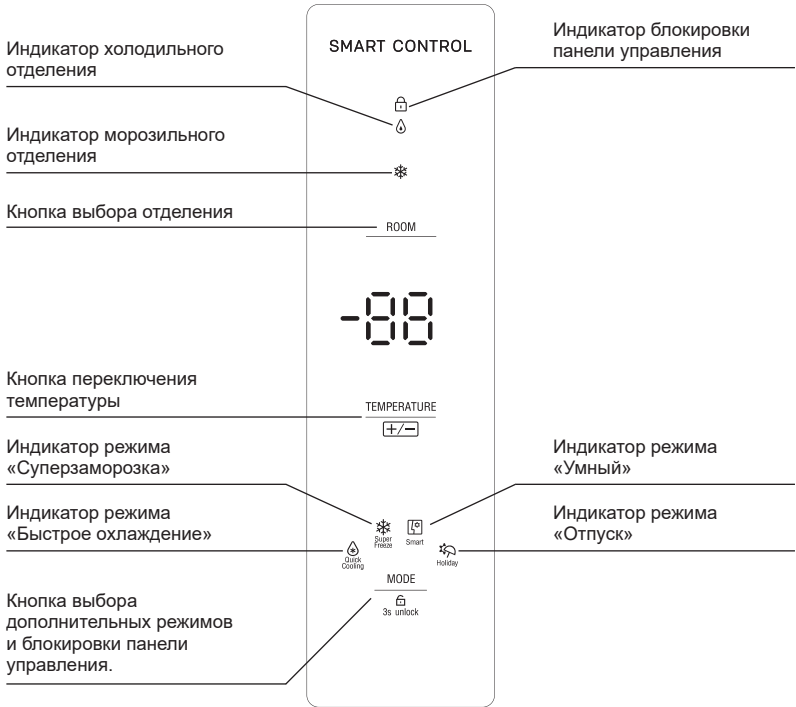 SMART CONTROL
Индикатор холодильного
отделения
Индикатор блокировки
панели управления
Индикатор морозильного
отделения
Кнопка выбора отделения
ROOM
-88
Кнопка переключения
температуры
TEMPERATURE
+/−
Индикатор режима
«Суперзаморозка»
Индикатор режима
«Умный»
Индикатор режима
«Быстрое охлаждение»
Индикатор режима
«Отпуск»
Super
Freeze
Smart
Quick
Cooling
Holiday
MODE
3s unlock
Кнопка выбора
дополнительных режимов
и блокировки панели
управления.